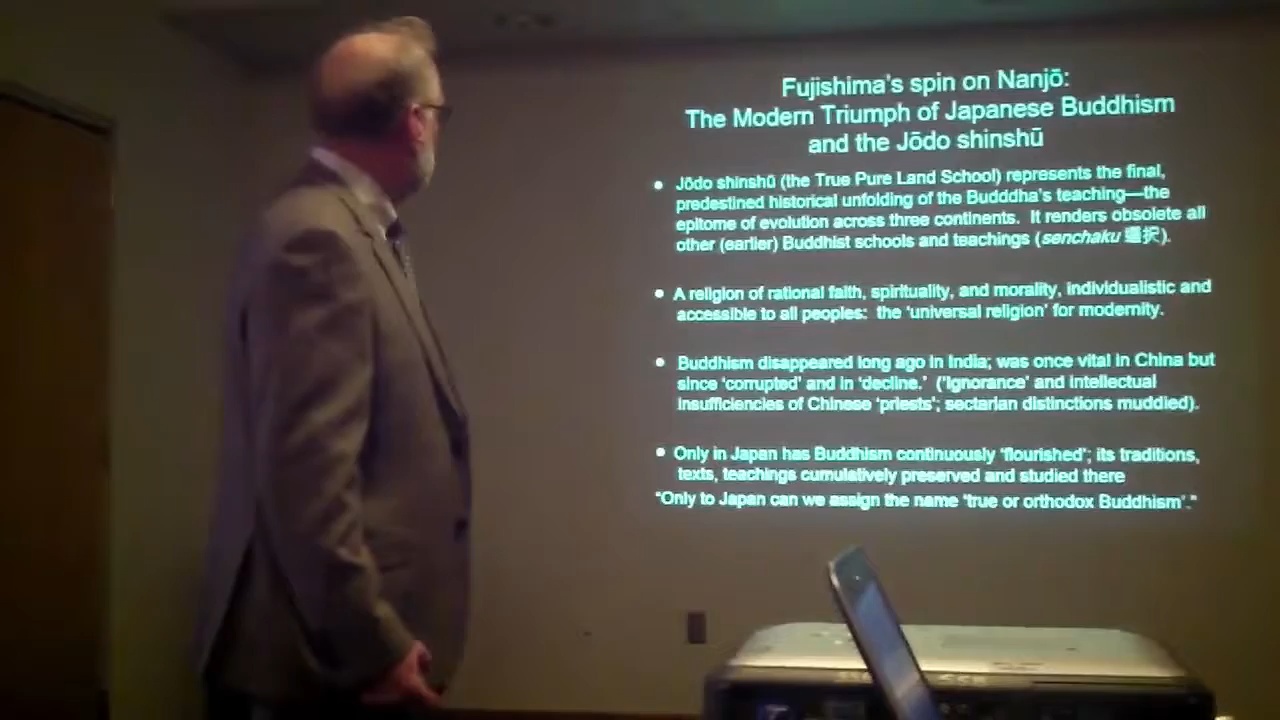 Fujishima's spin on Nanjō:
The Modern Triumph of Japanese Buddhism
and the Jōdo shinshū
• Jōdo shinshū (the True Pure Land School) represents the final,
predestined historical unfolding of the Budddha's teaching—the
epitome of evolution across three continents. It renders obsolete all
other (earlier) Buddhist schools and teachings (senchaku 選択).
• A religion of rational faith, spirituality, and morality, individualistic and
accessible to all peoples: the 'universal religion' for modernity.
• Buddhism disappeared long ago in India; was once vital in China but
since 'corrupted' and in 'decline.' ('Ignorance' and intellectual
insufficiencies of Chinese 'priests'; sectarian distinctions muddied).
• Only in Japan has Buddhism continuously 'flourished'; its traditions,
texts, teachings cumulatively preserved and studied there
"Only to Japan can we assign the name 'true or orthodox Buddhism'."